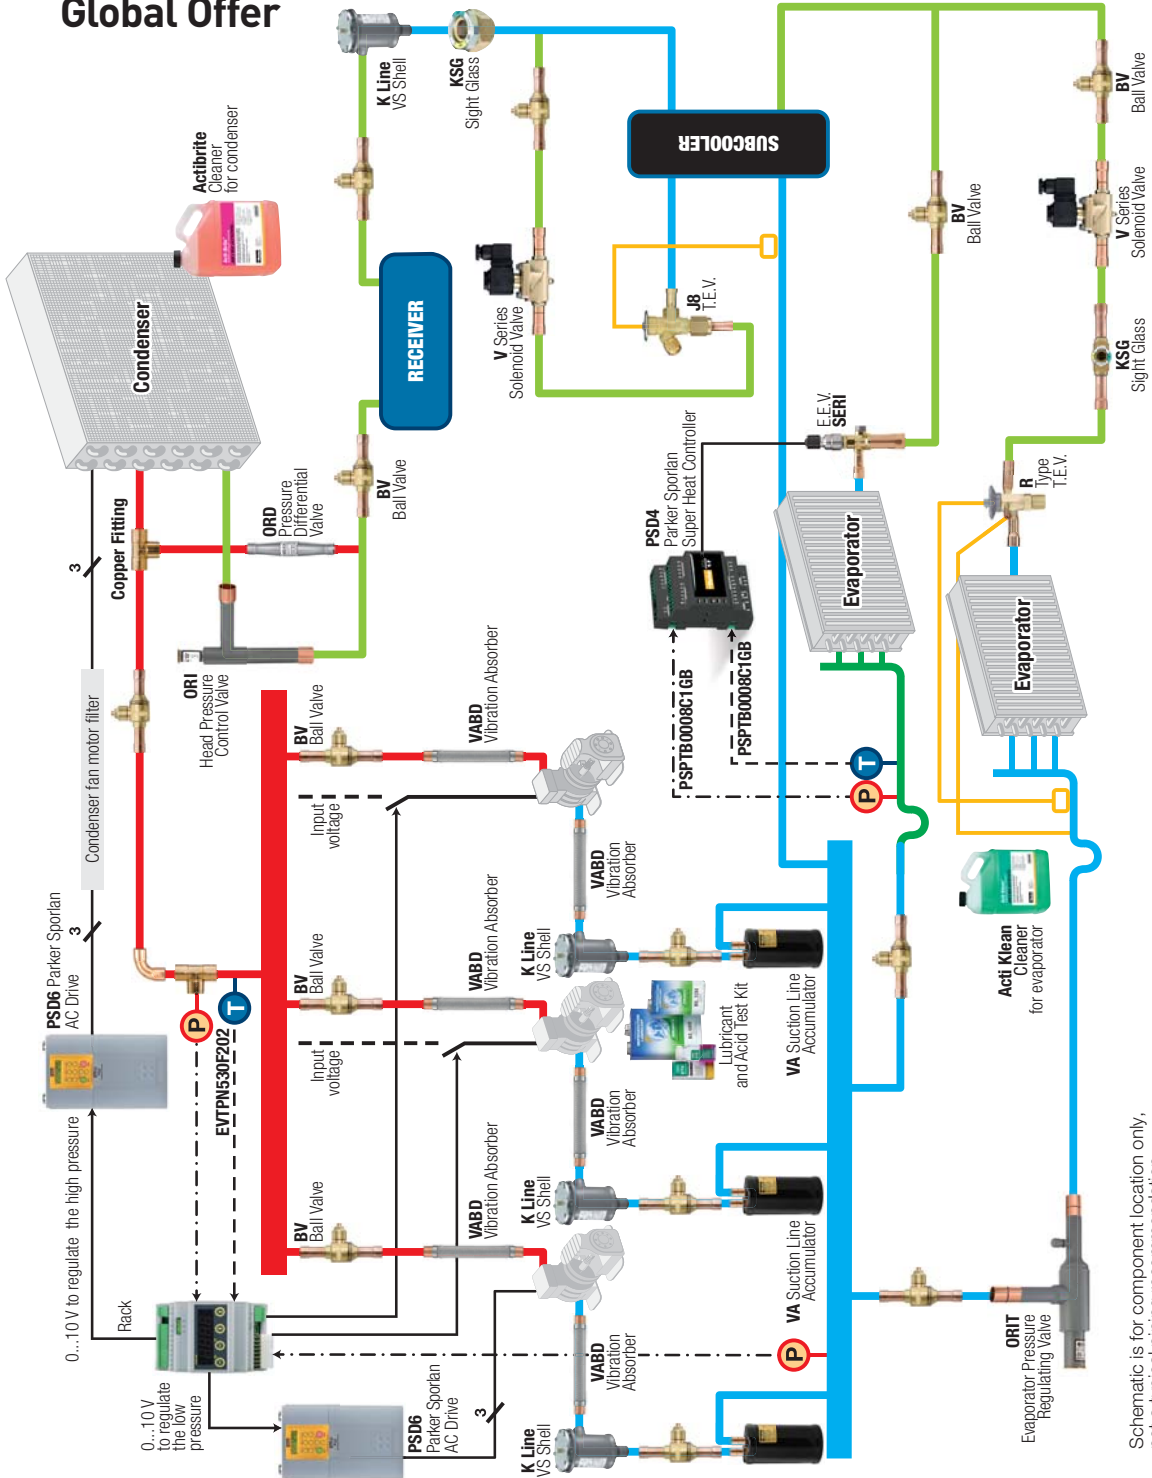 Global Offer
Actibrite
Cleaner
for condenser
K Line
VS Shell
KSG
Sight Glass
Condenser
RECEIVER
SUBCOOLER
V Series
Solenoid Valve
J8
T.E.V.
BV
Ball Valve
BV
Ball Valve
V Series
Solenoid Valve
KSG
Sight Glass
R
Type
T.E.V.
E.E.V.
SERI
PSD4
Parker Sporlan
Super Heat Controller
PSPTB0008C1GB
PSPTB0008C1GB
Evaporator
Evaporator
BV
Ball Valve
ORD
Pressure
Differential
Valve
Copper Fitting
3
ORI
Head Pressure
Control Valve
Condenser fan motor filter
3
PSD6 Parker Sporlan
AC Drive
0...10 V to regulate the high pressure
Rack
EVTPN530F202
P
T
BV
Ball Valve
BV
Ball Valve
BV
Ball Valve
Input
voltage
Input
voltage
VABD
Vibration Absorber
VABD
Vibration Absorber
VABD
Vibration Absorber
0...10 V
to regulate
the low
pressure
PSD6
Parker Sporlan
AC Drive
3
VABD
Vibration
Absorber
VABD
Vibration
Absorber
VABD
Vibration
Absorber
K Line
VS Shell
K Line
VS Shell
K Line
VS Shell
Lubricant
and Acid Test Kit
VA Suction Line
Accumulator
VA Suction Line
Accumulator
P
P
T
Acti Klean
Cleaner
for evaporator
ORIT
Evaporator Pressure
Regulating Valve
Schematic is for component location only,